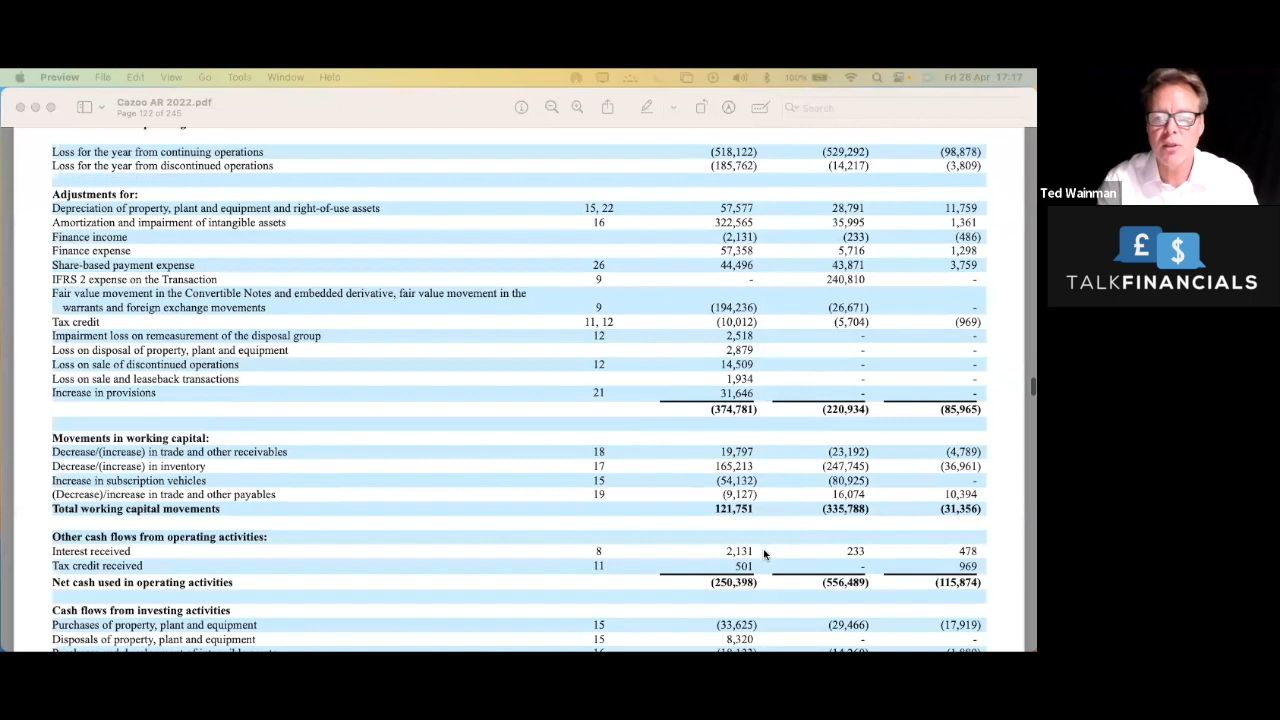 Preview File Edit View Go Tools Window Help 100% Fri 26 Apr 17:17
Cazoo AR 2022.pdf
Page 122 of 245
Search
Loss for the year from continuing operations (518,122) (529,292) (98,878)
Loss for the year from discontinued operations (185,762) (14,217) (3,809)
Adjustments for:
Depreciation of property, plant and equipment and right-of-use assets 15, 22 57,577 28,791 11,759
Amortization and impairment of intangible assets 16 322,565 35,995 1,361
Finance income (2,131) (233) (486)
Finance expense 57,358 5,716 1,298
Share-based payment expense 26 44,496 43,871 3,759
IFRS 2 expense on the Transaction 9 - 240,810 -
Fair value movement in the Convertible Notes and embedded derivative, fair value movement in the
warrants and foreign exchange movements 9 (194,236) (26,671) -
Tax credit 11, 12 (10,012) (5,704) (969)
Impairment loss on remeasurement of the disposal group 12 2,518 - -
Loss on disposal of property, plant and equipment 2,879 - -
Loss on sale of discontinued operations 12 14,509 - -
Loss on sale and leaseback transactions 1,934 - -
Increase in provisions 21 31,646 - -
(374,781) (220,934) (85,965)
Movements in working capital:
Decrease/(increase) in trade and other receivables 18 19,797 (23,192) (4,789)
Decrease/(increase) in inventory 17 165,213 (247,745) (36,961)
Increase in subscription vehicles 15 (54,132) (80,925) -
(Decrease)/increase in trade and other payables 19 (9,127) 16,074 10,394
Total working capital movements 121,751 (335,788) (31,356)
Other cash flows from operating activities:
Interest received 8 2,131 233 478
Tax credit received 11 501 - 969
Net cash used in operating activities (250,398) (556,489) (115,874)
Cash flows from investing activities
Purchases of property, plant and equipment 15 (33,625) (29,466) (17,919)
Disposals of property, plant and equipment 15 8,320 - -
Ted Wainman
£ $
TALKFINANCIALS